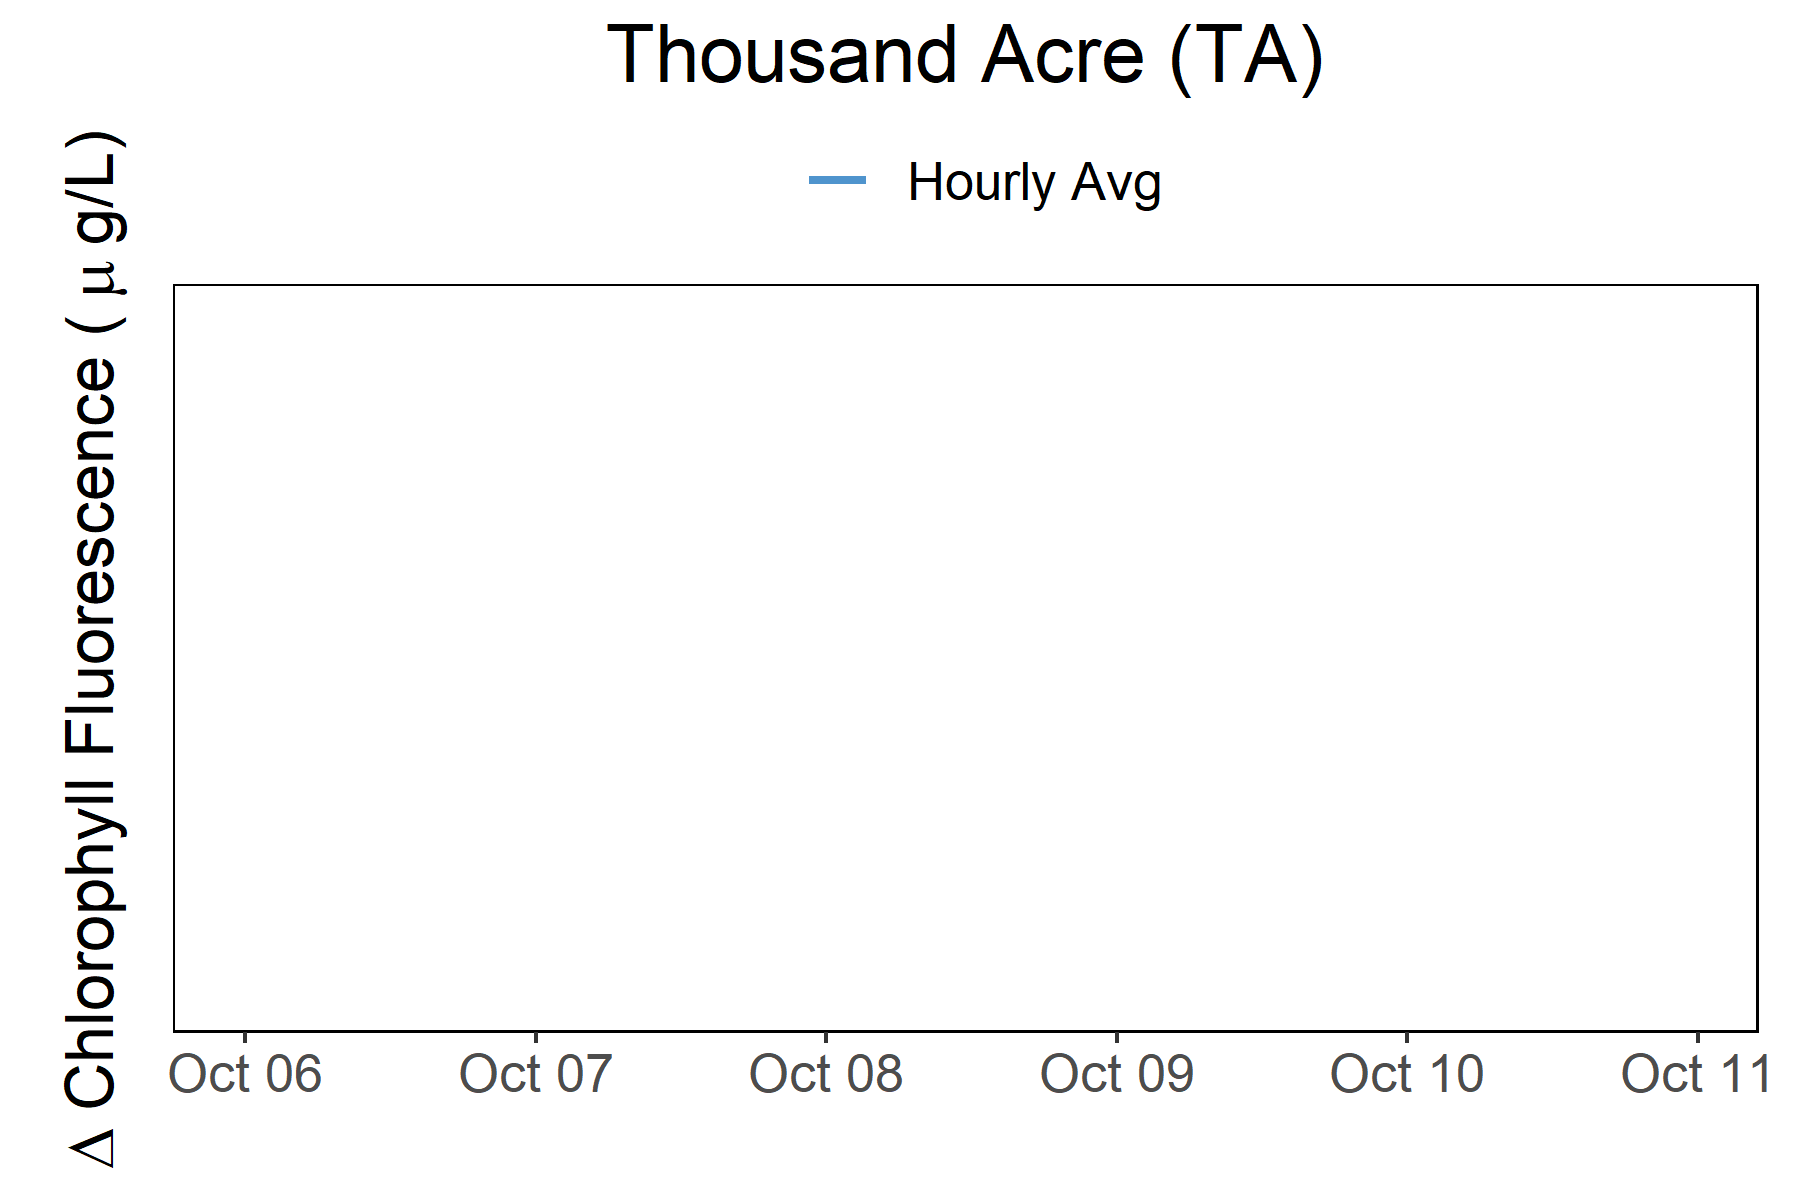 Thousand Acre (TA)
Hourly Avg
Δ Chlorophyll Fluorescence ( μ g/L)
Oct 06 Oct 07 Oct 08 Oct 09 Oct 10 Oct 11